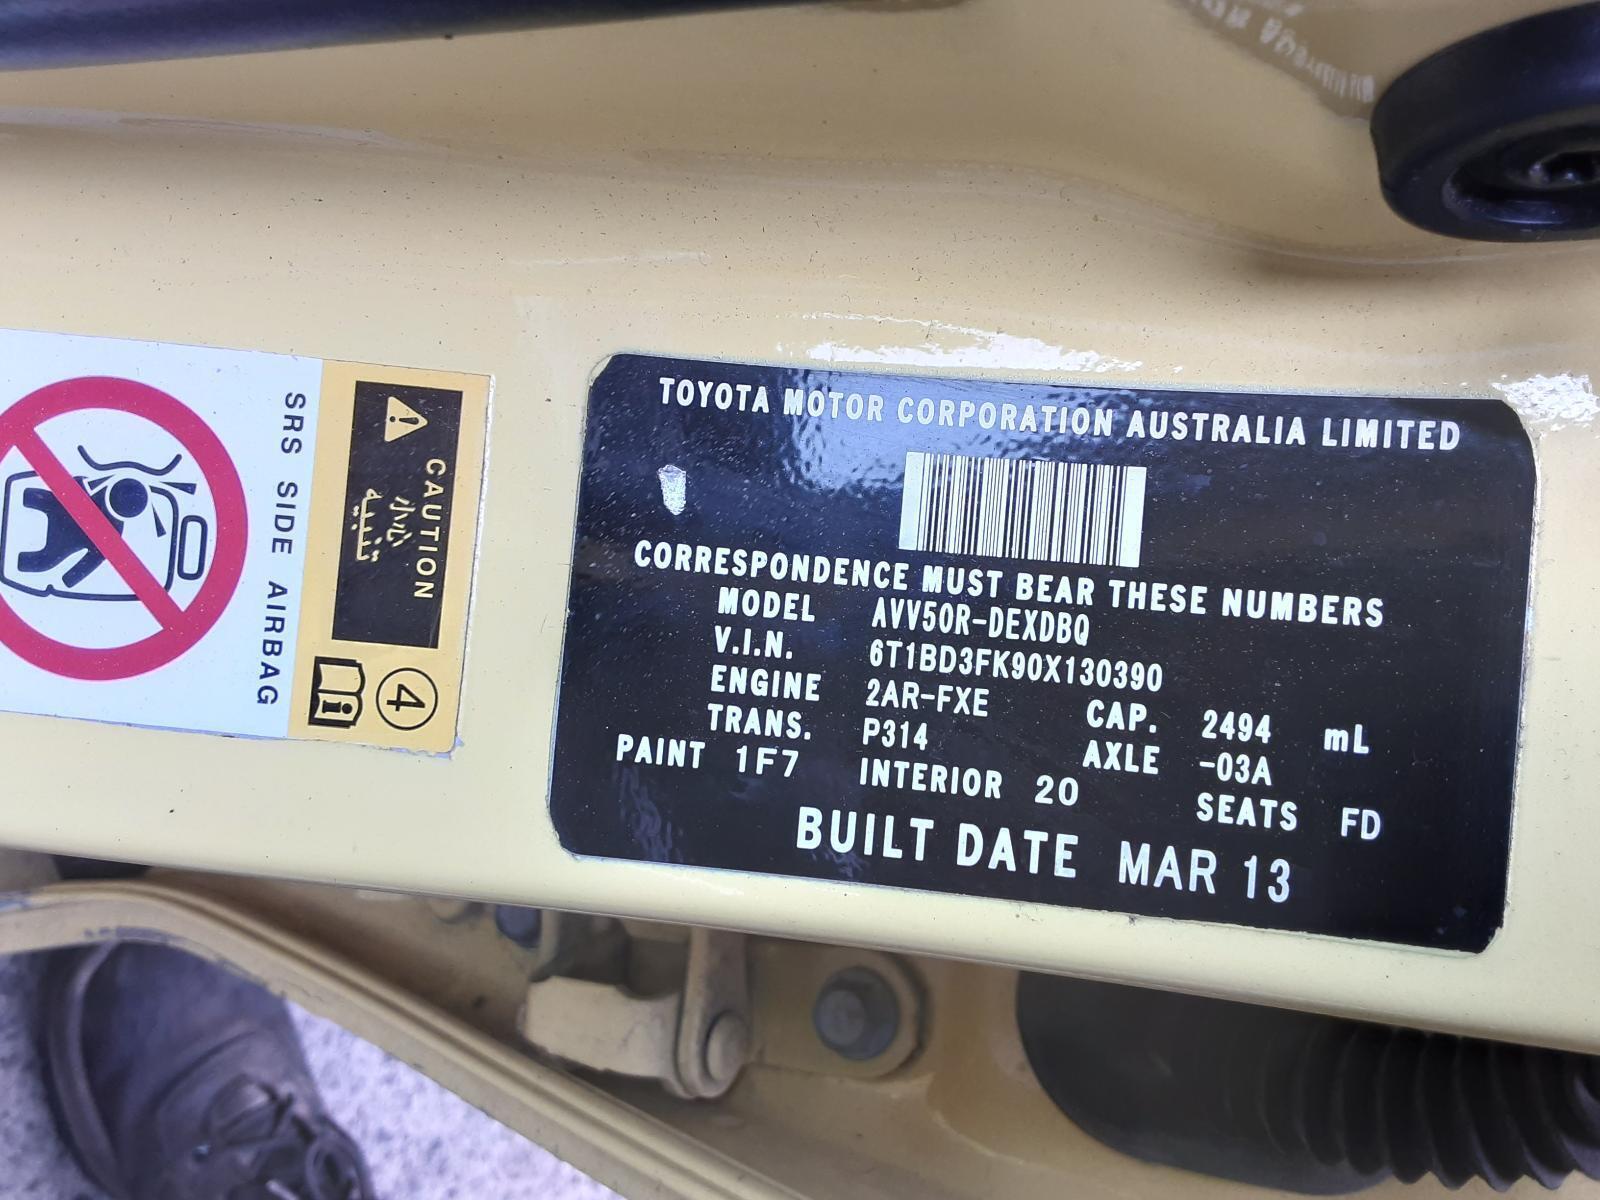 SRS SIDE AIRBAG
CAUTION
小心
تنبيه
4
TOYOTA MOTOR CORPORATION AUSTRALIA LIMITED
CORRESPONDENCE MUST BEAR THESE NUMBERS
MODEL AVV50R-DEXDBQ
V.I.N. 6T1BD3FK90X130390
ENGINE 2AR-FXE CAP. 2494 mL
TRANS. P314 AXLE -03A
PAINT 1F7 INTERIOR 20 SEATS FD
BUILT DATE MAR 13